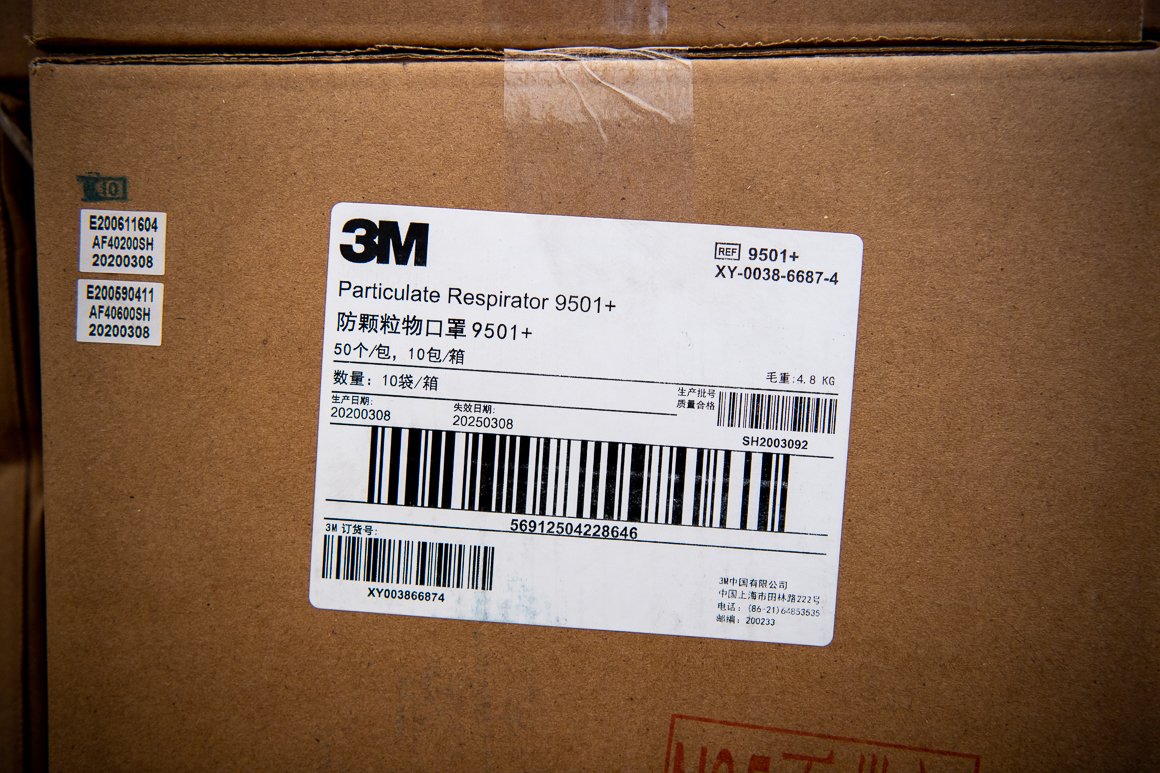 E200611604
AF40200SH
20200308
E200590411
AF40600SH
20200308
3M
REF 9501+
XY-0038-6687-4
Particulate Respirator 9501+
防颗粒物口罩 9501+
50个/包，10包/箱
毛重:4.8 KG
数量：10袋/箱
生产日期:
20200308
失效日期:
20250308
生产批号
质量合格
SH2003092
56912504228646
3M 订货号:
XY003866874
3M中国有限公司
中国上海市田林路222号
电话：(86-21)64853535
邮编：200233